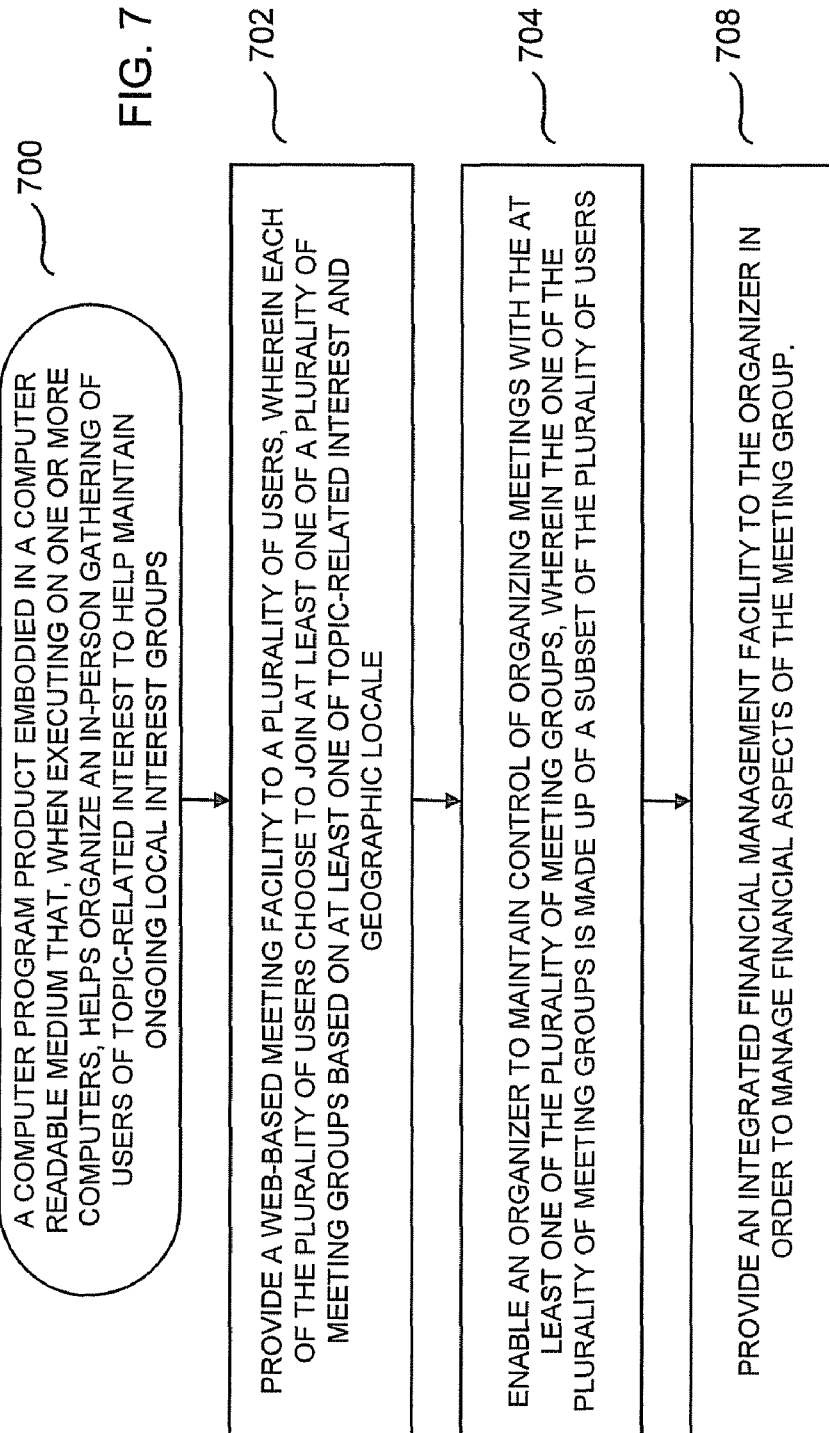 FIG. 7
700
A COMPUTER PROGRAM PRODUCT EMBODIED IN A COMPUTER
READABLE MEDIUM THAT, WHEN EXECUTING ON ONE OR MORE
COMPUTERS, HELPS ORGANIZE AN IN-PERSON GATHERING OF
USERS OF TOPIC-RELATED INTEREST TO HELP MAINTAIN
ONGOING LOCAL INTEREST GROUPS
702
PROVIDE A WEB-BASED MEETING FACILITY TO A PLURALITY OF USERS, WHEREIN EACH
OF THE PLURALITY OF USERS CHOOSE TO JOIN AT LEAST ONE OF A PLURALITY OF
MEETING GROUPS BASED ON AT LEAST ONE OF TOPIC-RELATED INTEREST AND
GEOGRAPHIC LOCALE
704
ENABLE AN ORGANIZER TO MAINTAIN CONTROL OF ORGANIZING MEETINGS WITH THE AT
LEAST ONE OF THE PLURALITY OF MEETING GROUPS, WHEREIN THE ONE OF THE
PLURALITY OF MEETING GROUPS IS MADE UP OF A SUBSET OF THE PLURALITY OF USERS
708
PROVIDE AN INTEGRATED FINANCIAL MANAGEMENT FACILITY TO THE ORGANIZER IN
ORDER TO MANAGE FINANCIAL ASPECTS OF THE MEETING GROUP.